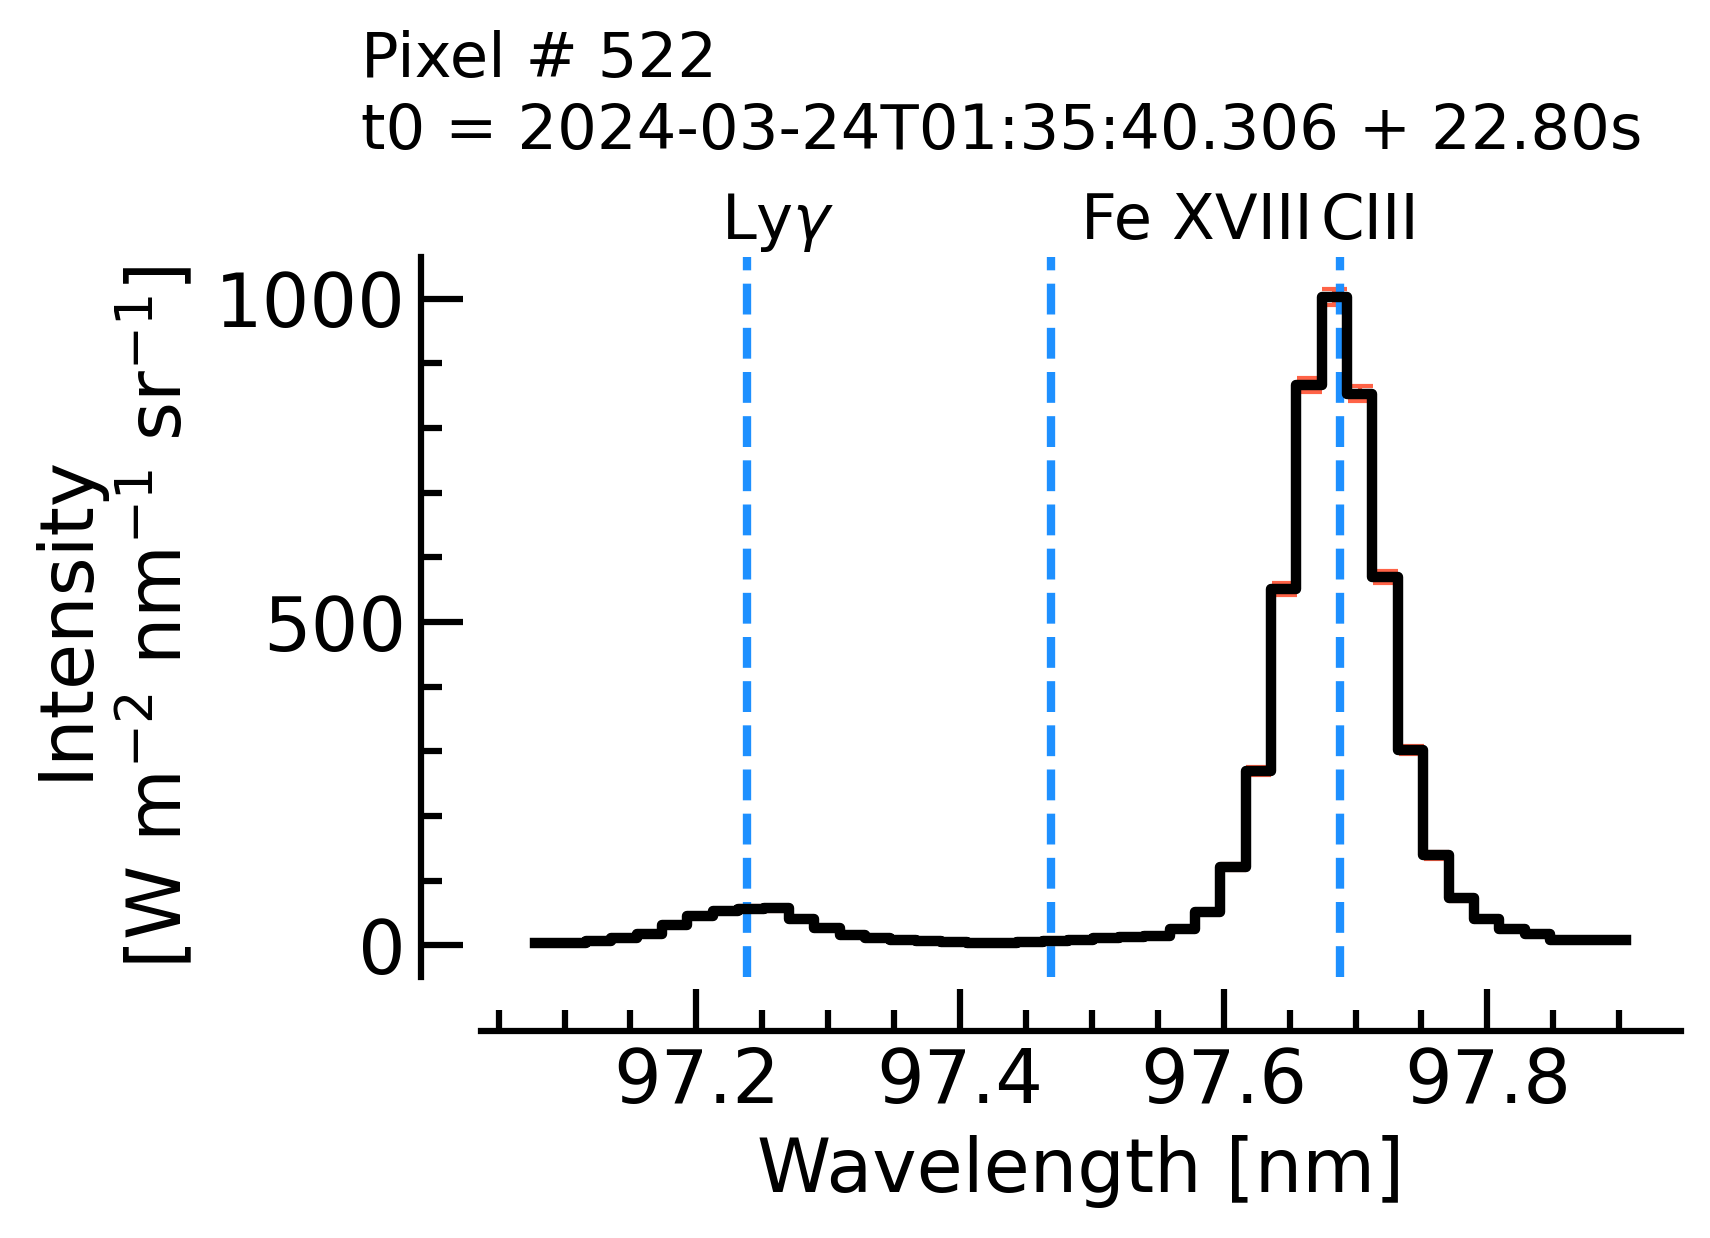 Pixel # 522
t0 = 2024-03-24T01:35:40.306 + 22.80s
Lyγ Fe XVIII CIII
Intensity
[W m⁻² nm⁻¹ sr⁻¹]
1000
500
0
97.2 97.4 97.6 97.8
Wavelength [nm]